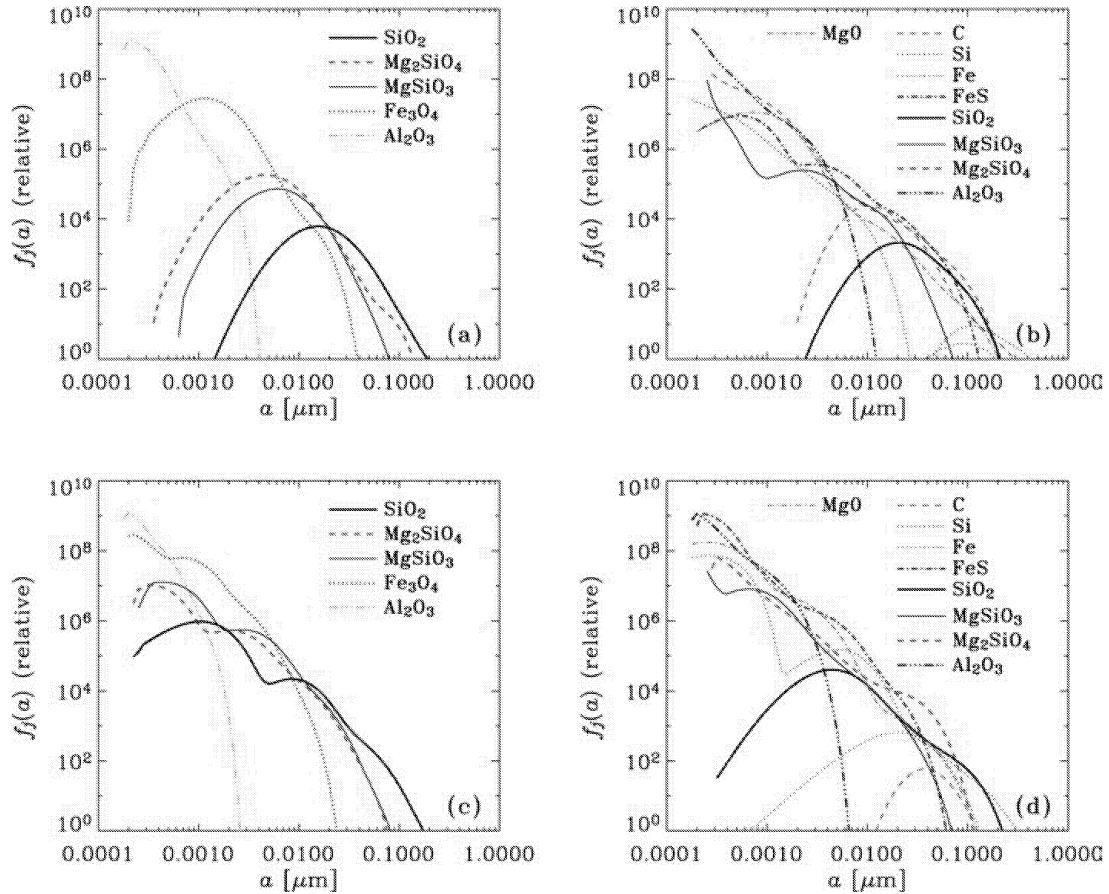 10^10
10^8
10^6
10^4
10^2
10^0
f_j(a) (relative)
SiO₂
Mg₂SiO₄
MgSiO₃
Fe₃O₄
Al₂O₃
(a)
0.0001 0.0010 0.0100 0.1000 1.0000
a [μm]
10^10
10^8
10^6
10^4
10^2
10^0
f_j(a) (relative)
MgO
C
Si
Fe
FeS
SiO₂
MgSiO₃
Mg₂SiO₄
Al₂O₃
(b)
0.0001 0.0010 0.0100 0.1000 1.0000
a [μm]
10^10
10^8
10^6
10^4
10^2
10^0
f_j(a) (relative)
SiO₂
Mg₂SiO₄
MgSiO₃
Fe₃O₄
Al₂O₃
(c)
0.0001 0.0010 0.0100 0.1000 1.0000
a [μm]
10^10
10^8
10^6
10^4
10^2
10^0
f_j(a) (relative)
MgO
C
Si
Fe
FeS
SiO₂
MgSiO₃
Mg₂SiO₄
Al₂O₃
(d)
0.0001 0.0010 0.0100 0.1000 1.0000
a [μm]